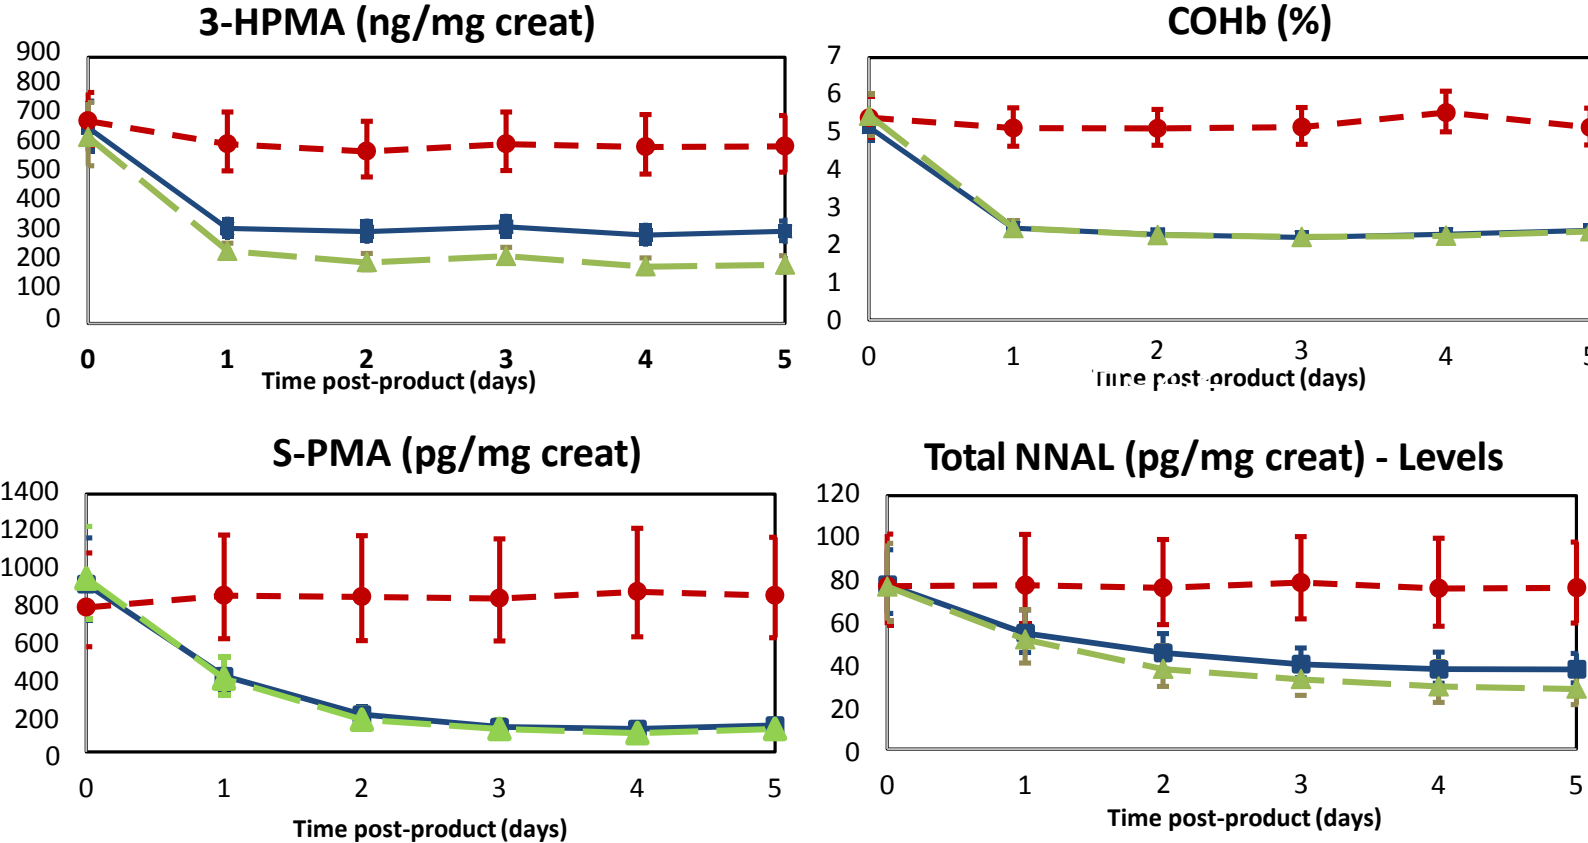 3-HPMA (ng/mg creat)
900
800
700
600
500
400
300
200
100
0
0 1 2 3 4 5
Time post-product (days)
COHb (%)
7
6
5
4
3
2
1
0
0 1 2 3 4
Time post-product (days)
S-PMA (pg/mg creat)
1400
1200
1000
800
600
400
200
0
0 1 2 3 4 5
Time post-product (days)
Total NNAL (pg/mg creat) - Levels
120
100
80
60
40
20
0
0 1 2 3 4 5
Time post-product (days)